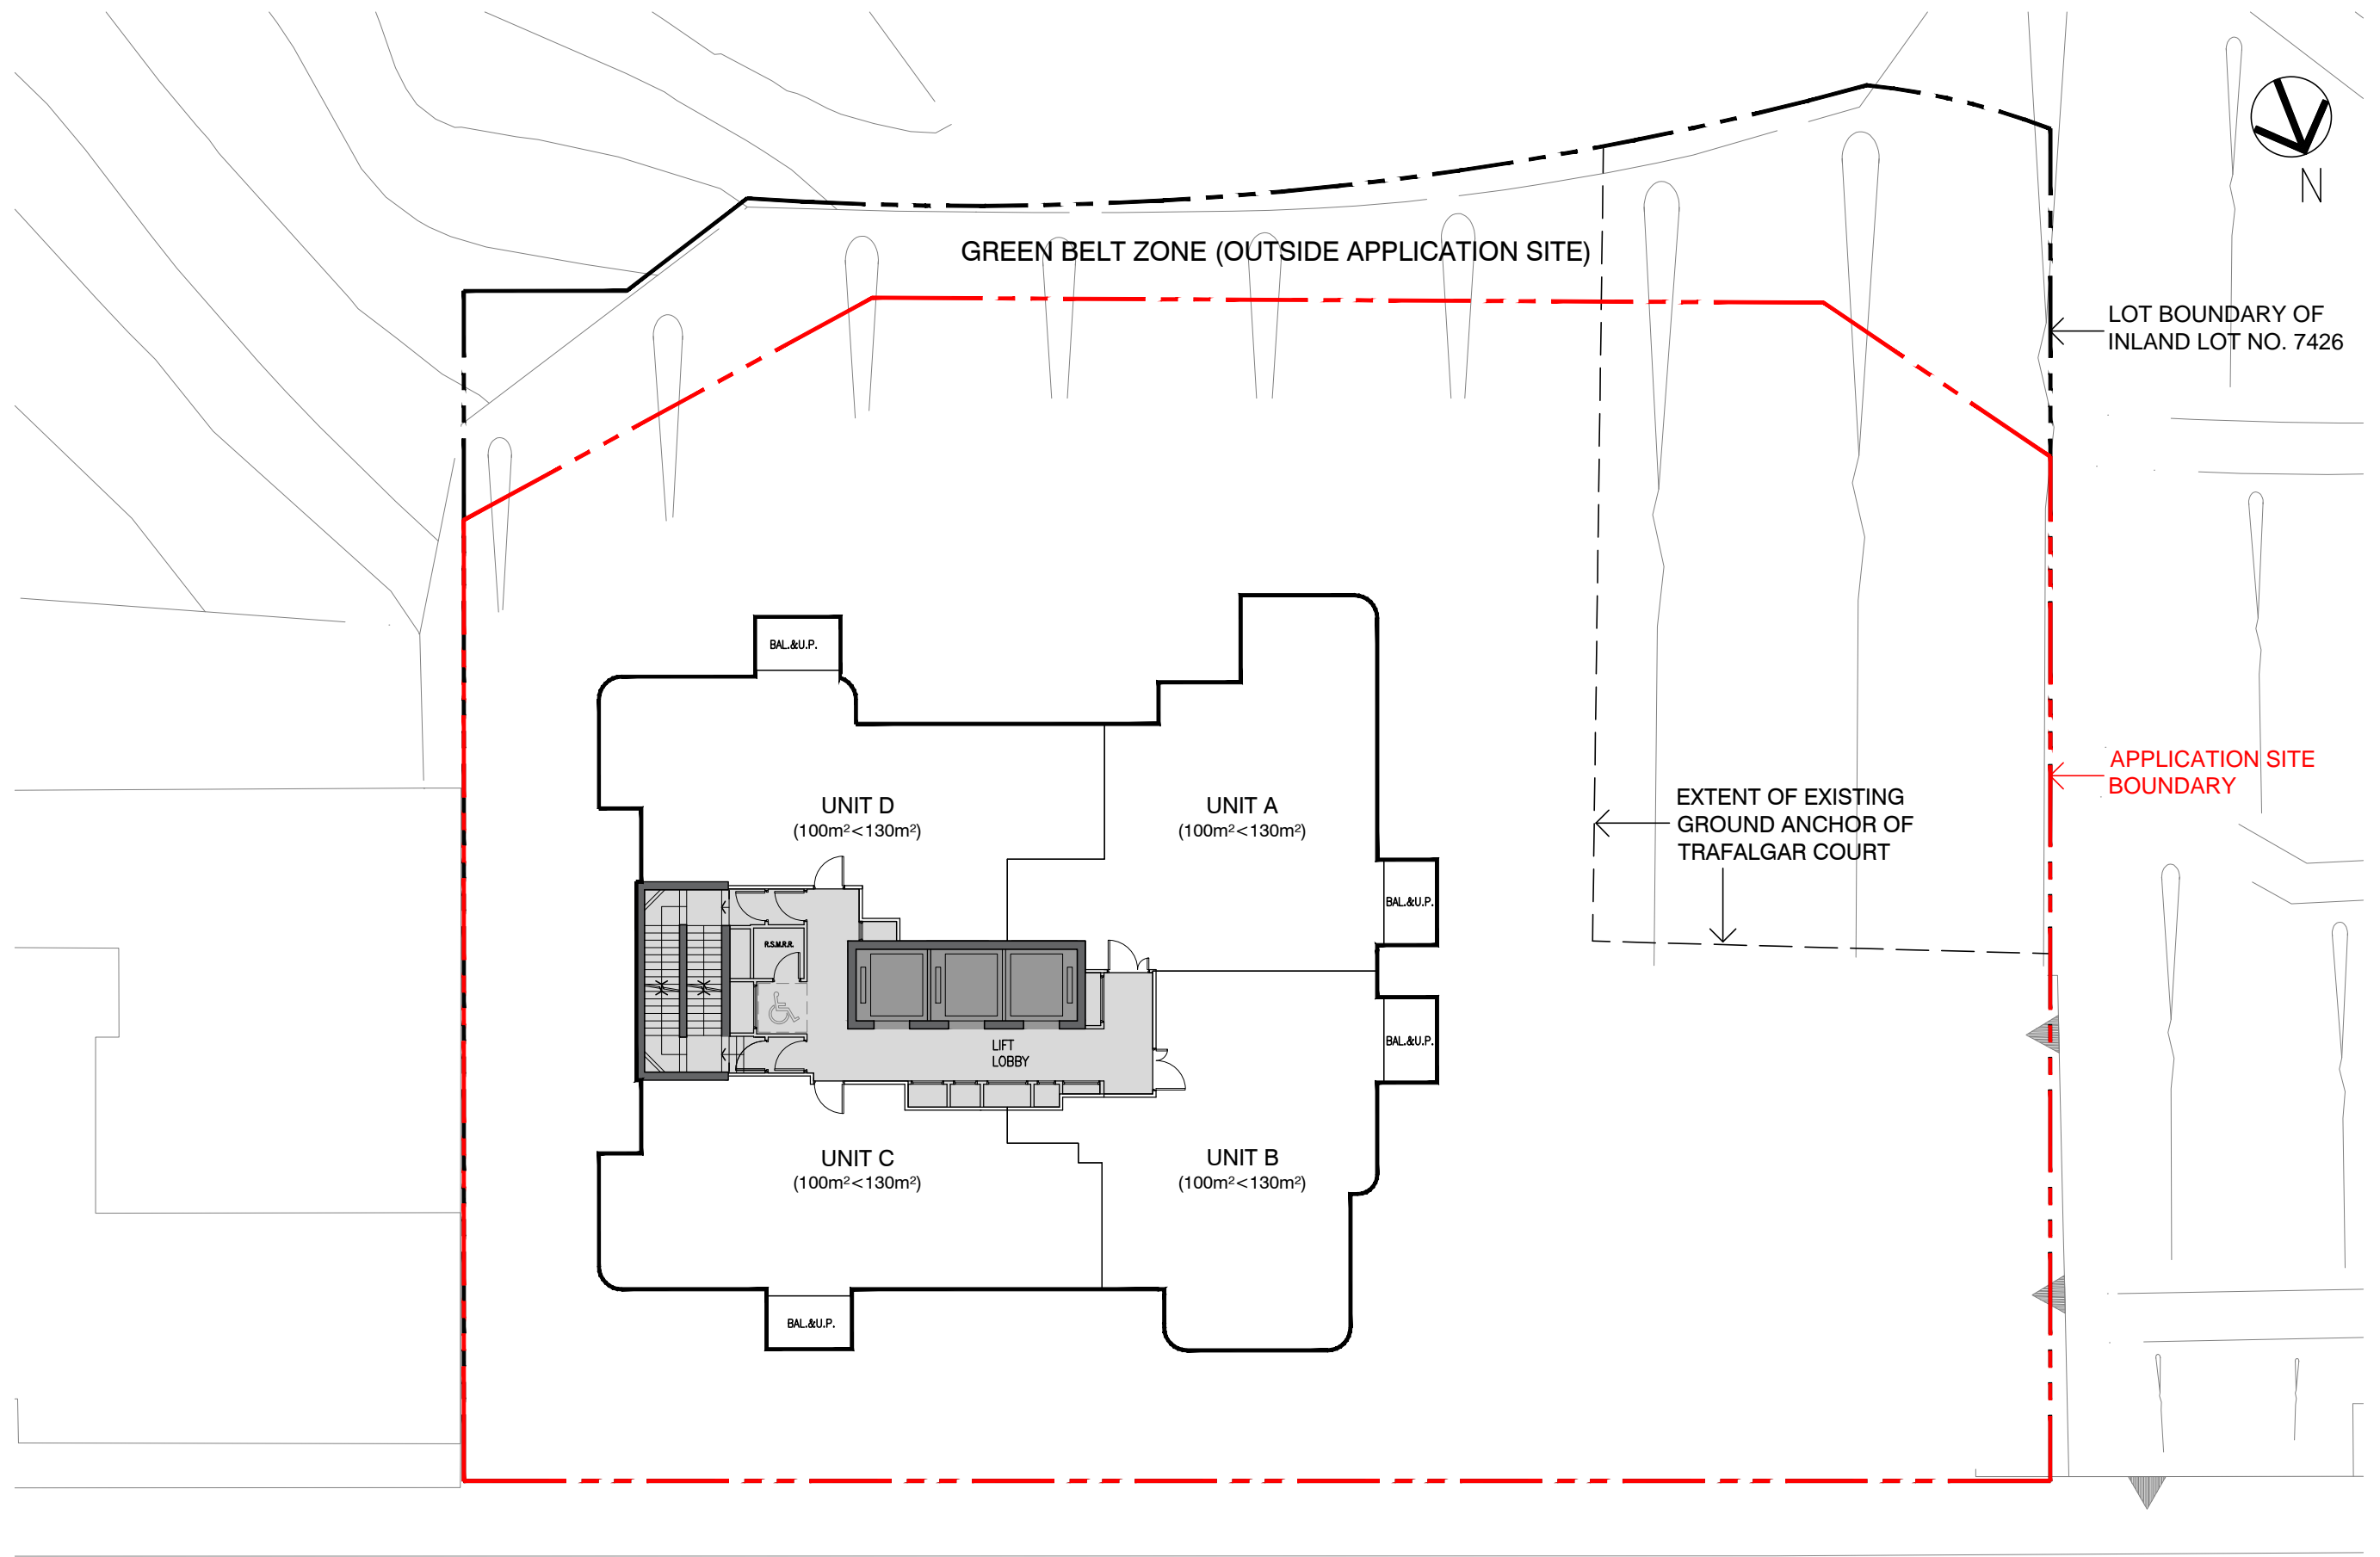 N
GREEN BELT ZONE (OUTSIDE APPLICATION SITE)
LOT BOUNDARY OF
INLAND LOT NO. 7426
BAL.&U.P.
APPLICATION SITE
BOUNDARY
EXTENT OF EXISTING
GROUND ANCHOR OF
TRAFALGAR COURT
UNIT D
(100m²<130m²)
UNIT A
(100m²<130m²)
BAL.&U.P.
R.S.M.R.R.
BAL.&U.P.
LIFT
LOBBY
UNIT C
(100m²<130m²)
UNIT B
(100m²<130m²)
BAL.&U.P.